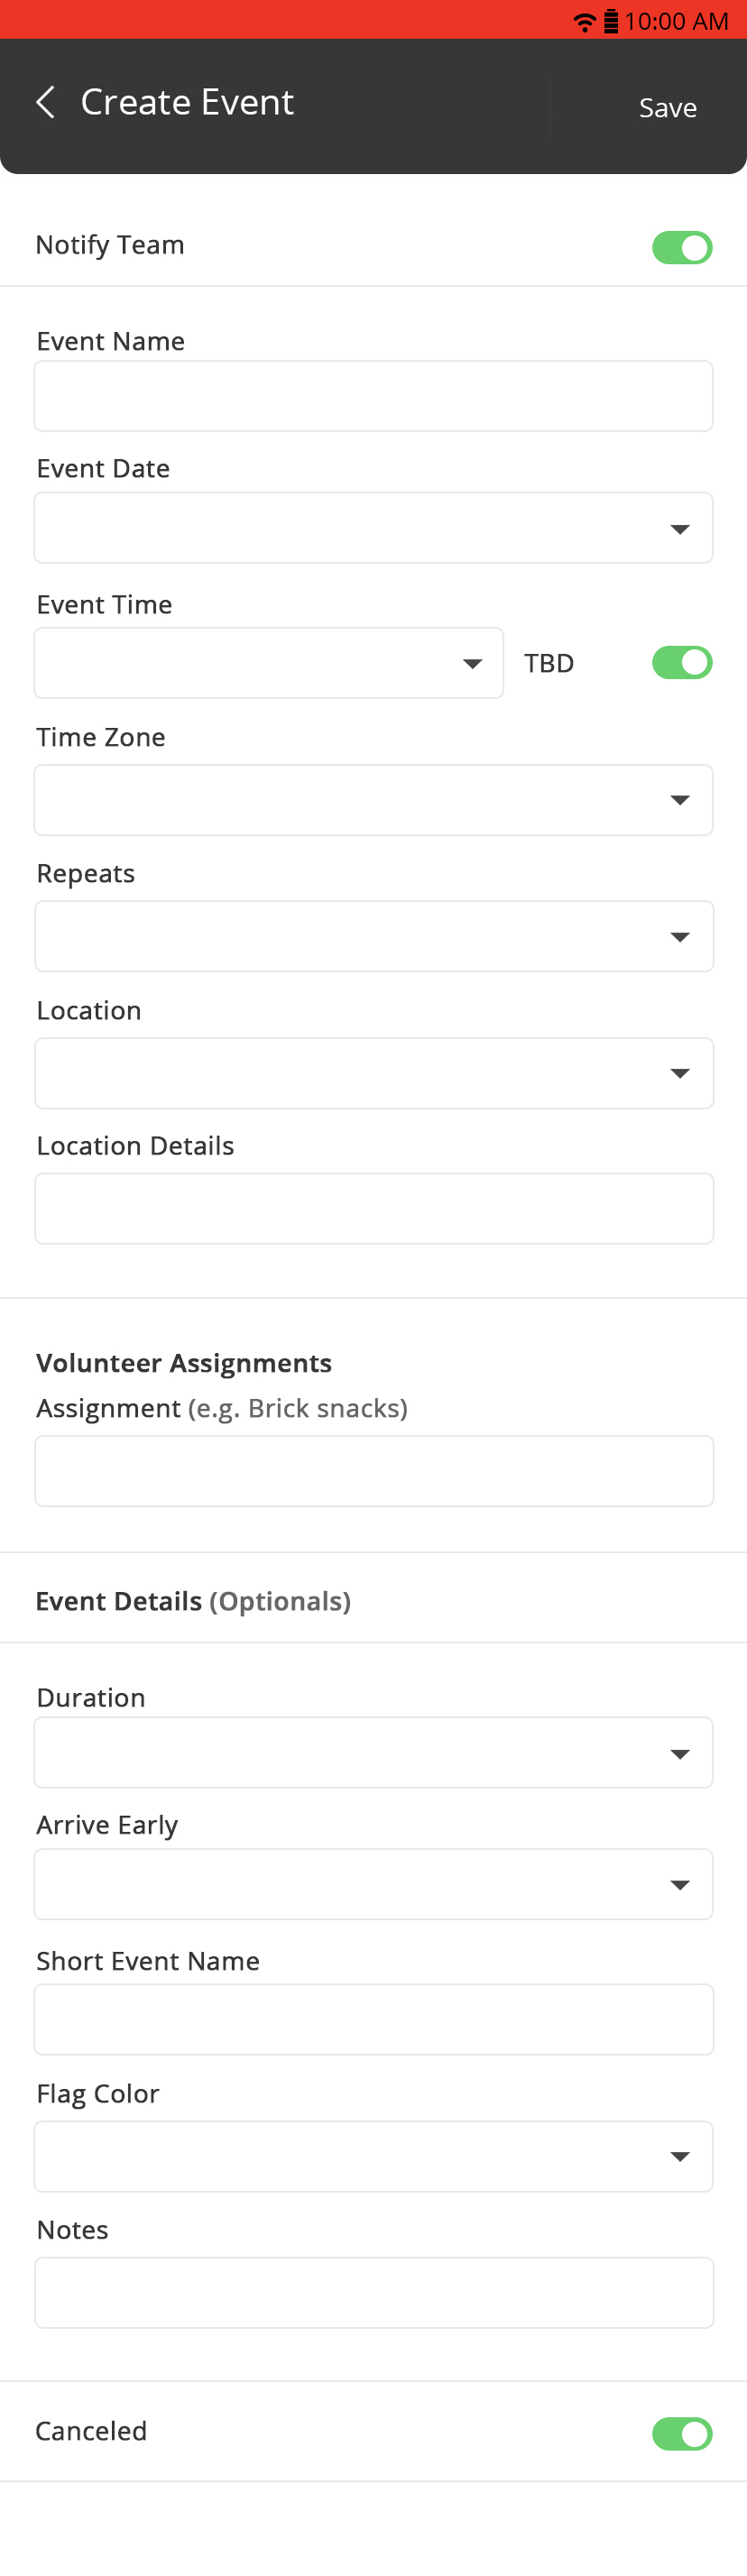 10:00 AM
Create Event
Save
Notify Team
Event Name
Event Date
Event Time
TBD
Time Zone
Repeats
Location
Location Details
Volunteer Assignments
Assignment (e.g. Brick snacks)
Event Details (Optionals)
Duration
Arrive Early
Short Event Name
Flag Color
Notes
Canceled